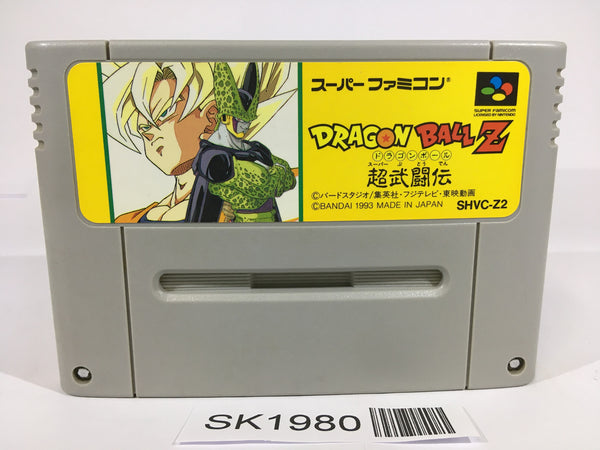 スーパー ファミコン®
SUPER FAMICOM
LICENSED BY NINTENDO
DRAGON BALL Z
ドラゴンボール
スーパー ぶ とう でん
超武闘伝
©バードスタジオ/集英社・フジテレビ・東映動画
©BANDAI 1993 MADE IN JAPAN
SHVC-Z2
SK1980